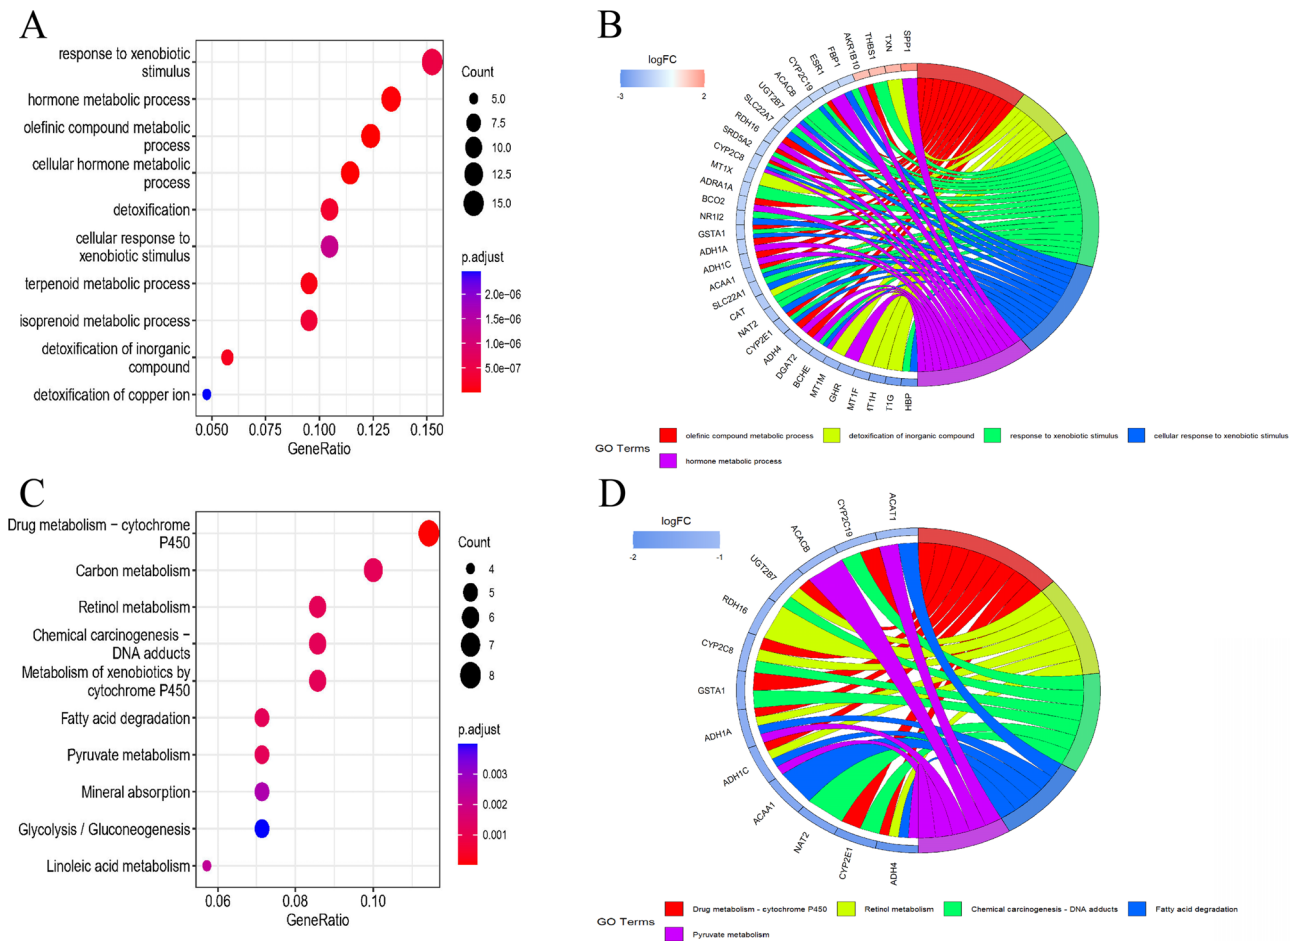 A
response to xenobiotic
stimulus
hormone metabolic process
olefinic compound metabolic
process
cellular hormone metabolic
process
detoxification
cellular response to
xenobiotic stimulus
terpenoid metabolic process
isoprenoid metabolic process
detoxification of inorganic
compound
detoxification of copper ion
0.050 0.075 0.100 0.125 0.150
GeneRatio
Count
5.0
7.5
10.0
12.5
15.0
p.adjust
2.0e−06
1.5e−06
1.0e−06
5.0e−07
B
logFC
-3 2
SPP1
TXN
THBS1
AKR1B10
FBP1
ESR1
CYP2C19
ACACB
UGT2B7
SLC22A7
RDH16
SRD5A2
CYP2C8
MT1X
ADRA1A
BCO2
NR1I2
GSTA1
ADH1A
ADH1C
ACAA1
SLC22A1
CAT
NAT2
CYP2E1
ADH4
DGAT2
BCHE
MT1M
GHR
MT1F
IT1H
T1G
HBP
GO Terms
olefinic compound metabolic process
detoxification of inorganic compound
response to xenobiotic stimulus
cellular response to xenobiotic stimulus
hormone metabolic process
C
Drug metabolism − cytochrome
P450
Carbon metabolism
Retinol metabolism
Chemical carcinogenesis −
DNA adducts
Metabolism of xenobiotics by
cytochrome P450
Fatty acid degradation
Pyruvate metabolism
Mineral absorption
Glycolysis / Gluconeogenesis
Linoleic acid metabolism
0.06 0.08 0.10
GeneRatio
Count
4
5
6
7
8
p.adjust
0.003
0.002
0.001
D
logFC
-2 -1
ACAT1
CYP2C19
ACACB
UGT2B7
RDH16
CYP2C8
GSTA1
ADH1A
ADH1C
ACAA1
NAT2
CYP2E1
ADH4
GO Terms
Drug metabolism - cytochrome P450
Retinol metabolism
Chemical carcinogenesis - DNA adducts
Fatty acid degradation
Pyruvate metabolism